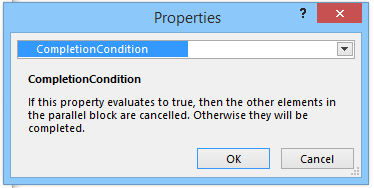 Properties
?
CompletionCondition
CompletionCondition
If this property evaluates to true, then the other elements in
the parallel block are cancelled. Otherwise they will be
completed.
OK Cancel